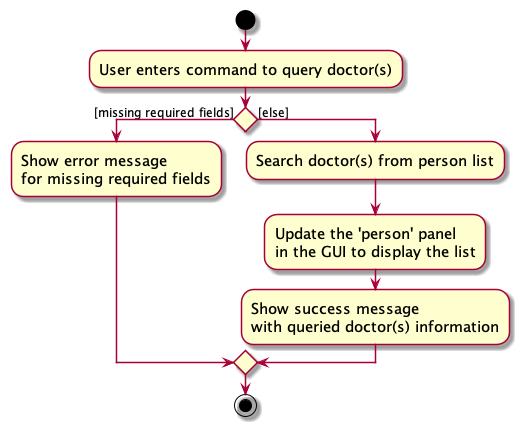 User enters command to query doctor(s)
[missing required fields]
[else]
Show error message
for missing required fields
Search doctor(s) from person list
Update the 'person' panel
in the GUI to display the list
Show success message
with queried doctor(s) information